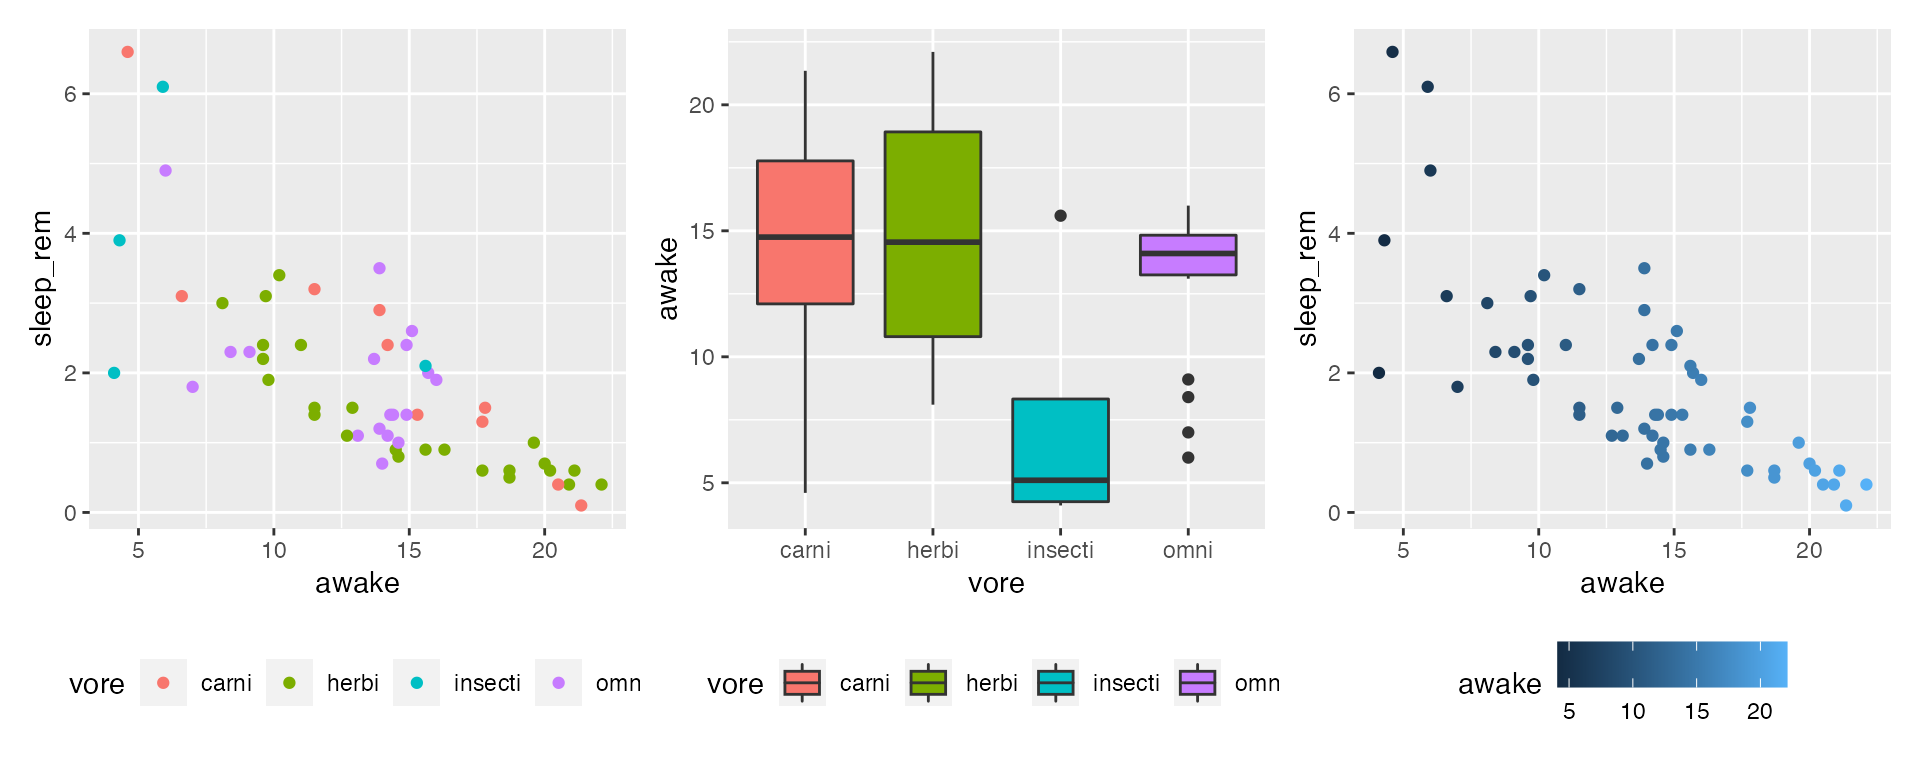 sleep_rem
6
4
2
0
5 10 15 20
awake
vore carni herbi insecti omn
awake
20
15
10
5
carni herbi insecti omni
vore
vore carni herbi insecti omn
sleep_rem
6
4
2
0
5 10 15 20
awake
awake
5 10 15 20